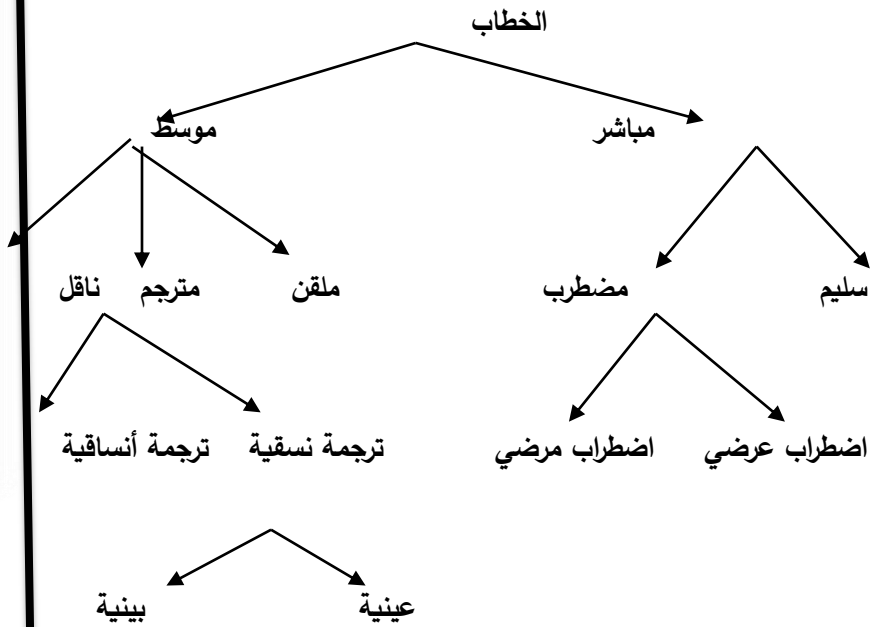 الخطاب
مباشر موسط
سليم مضطرب ملقن مترجم ناقل
اضطراب عرضي اضطراب مرضي ترجمة نسقية ترجمة أنساقية
عينية بينية